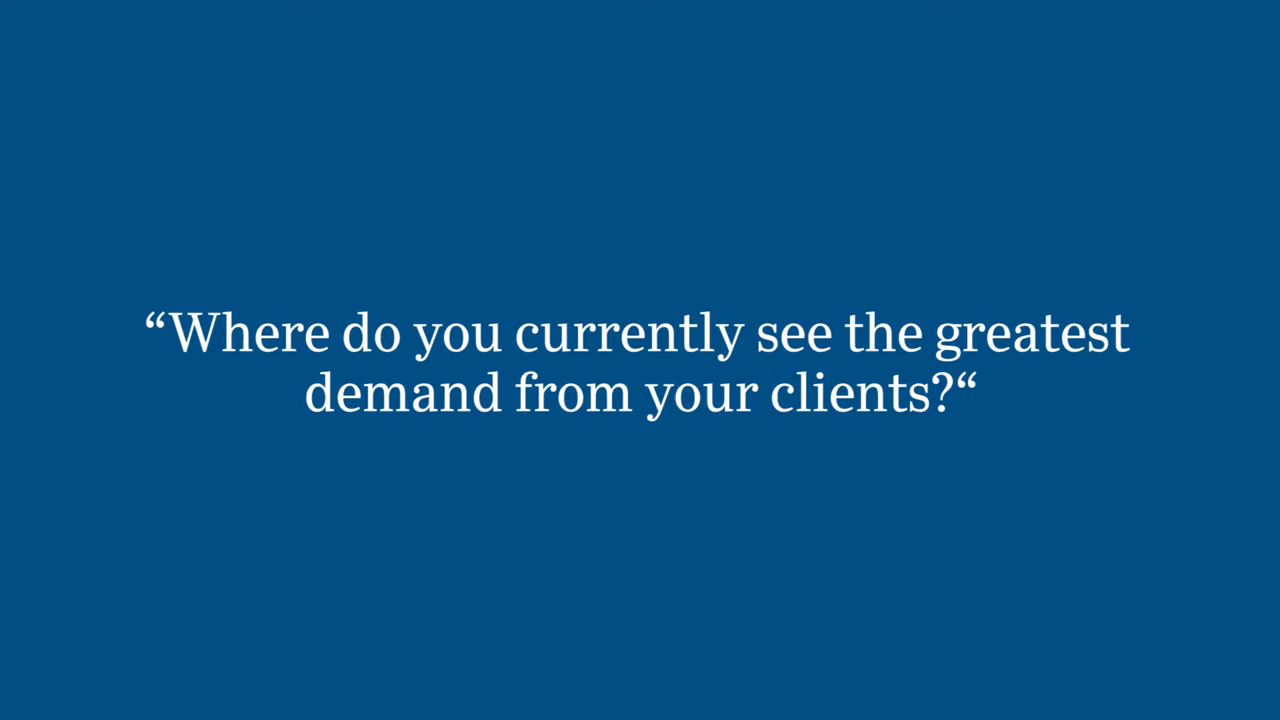 “Where do you currently see the greatest
demand from your clients?“